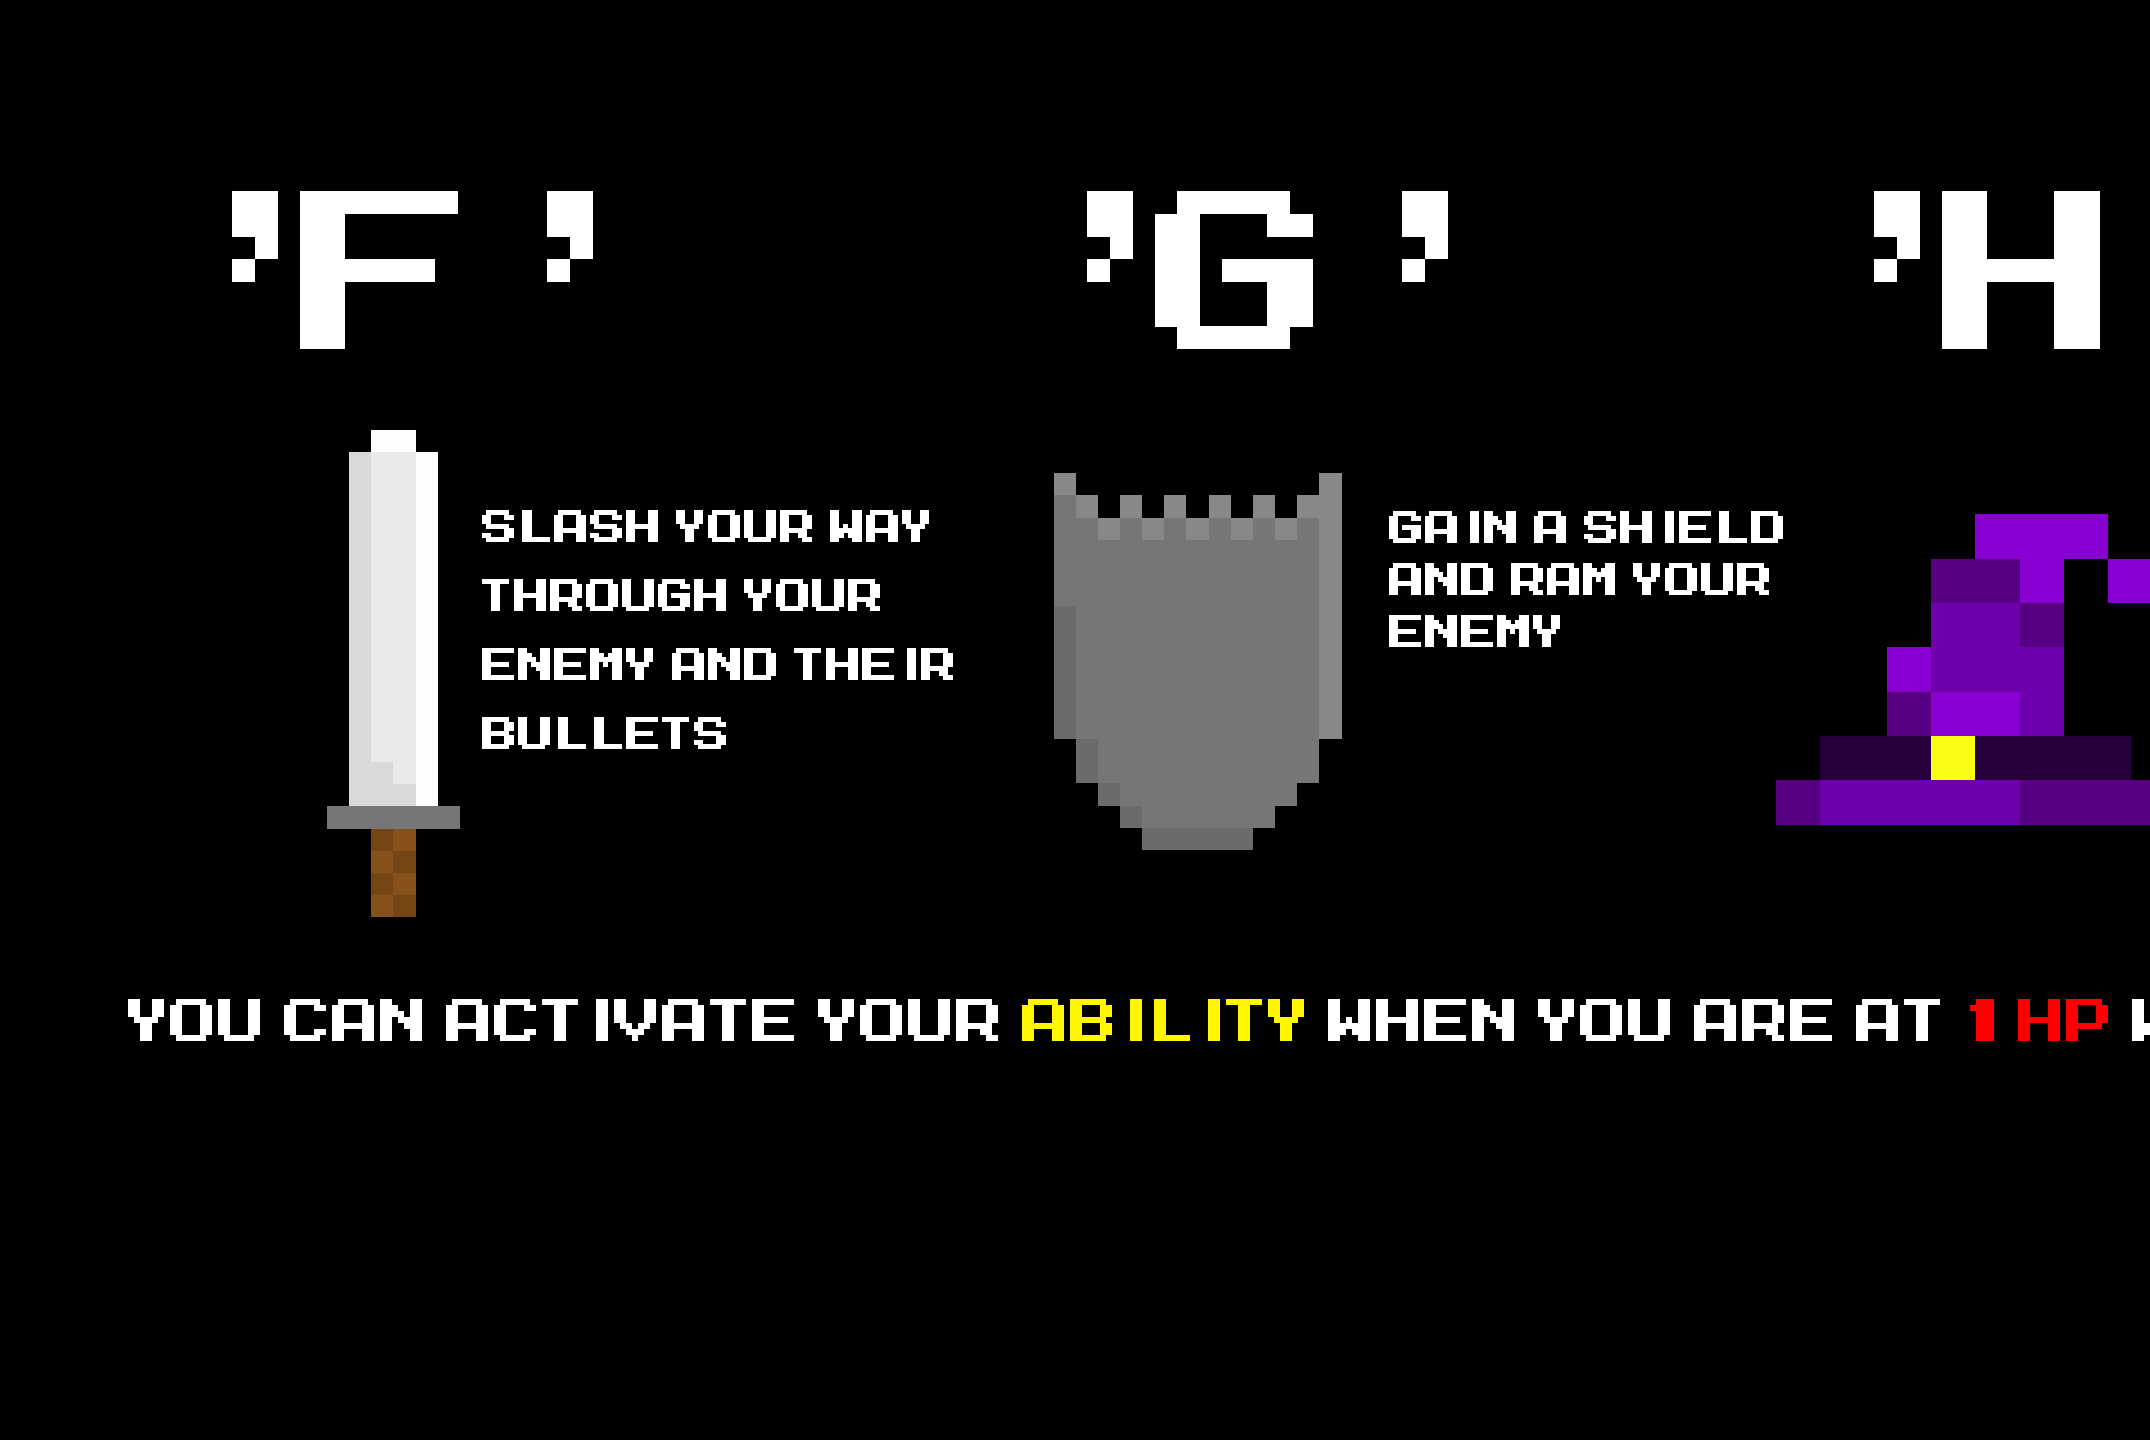 'F '
'G '
'H
SLASH YOUR WAY
THROUGH YOUR
ENEMY AND THEIR
BULLETS
GAIN A SHIELD
AND RAM YOUR
ENEMY
YOU CAN ACTIVATE YOUR ABILITY WHEN YOU ARE AT 1 HP